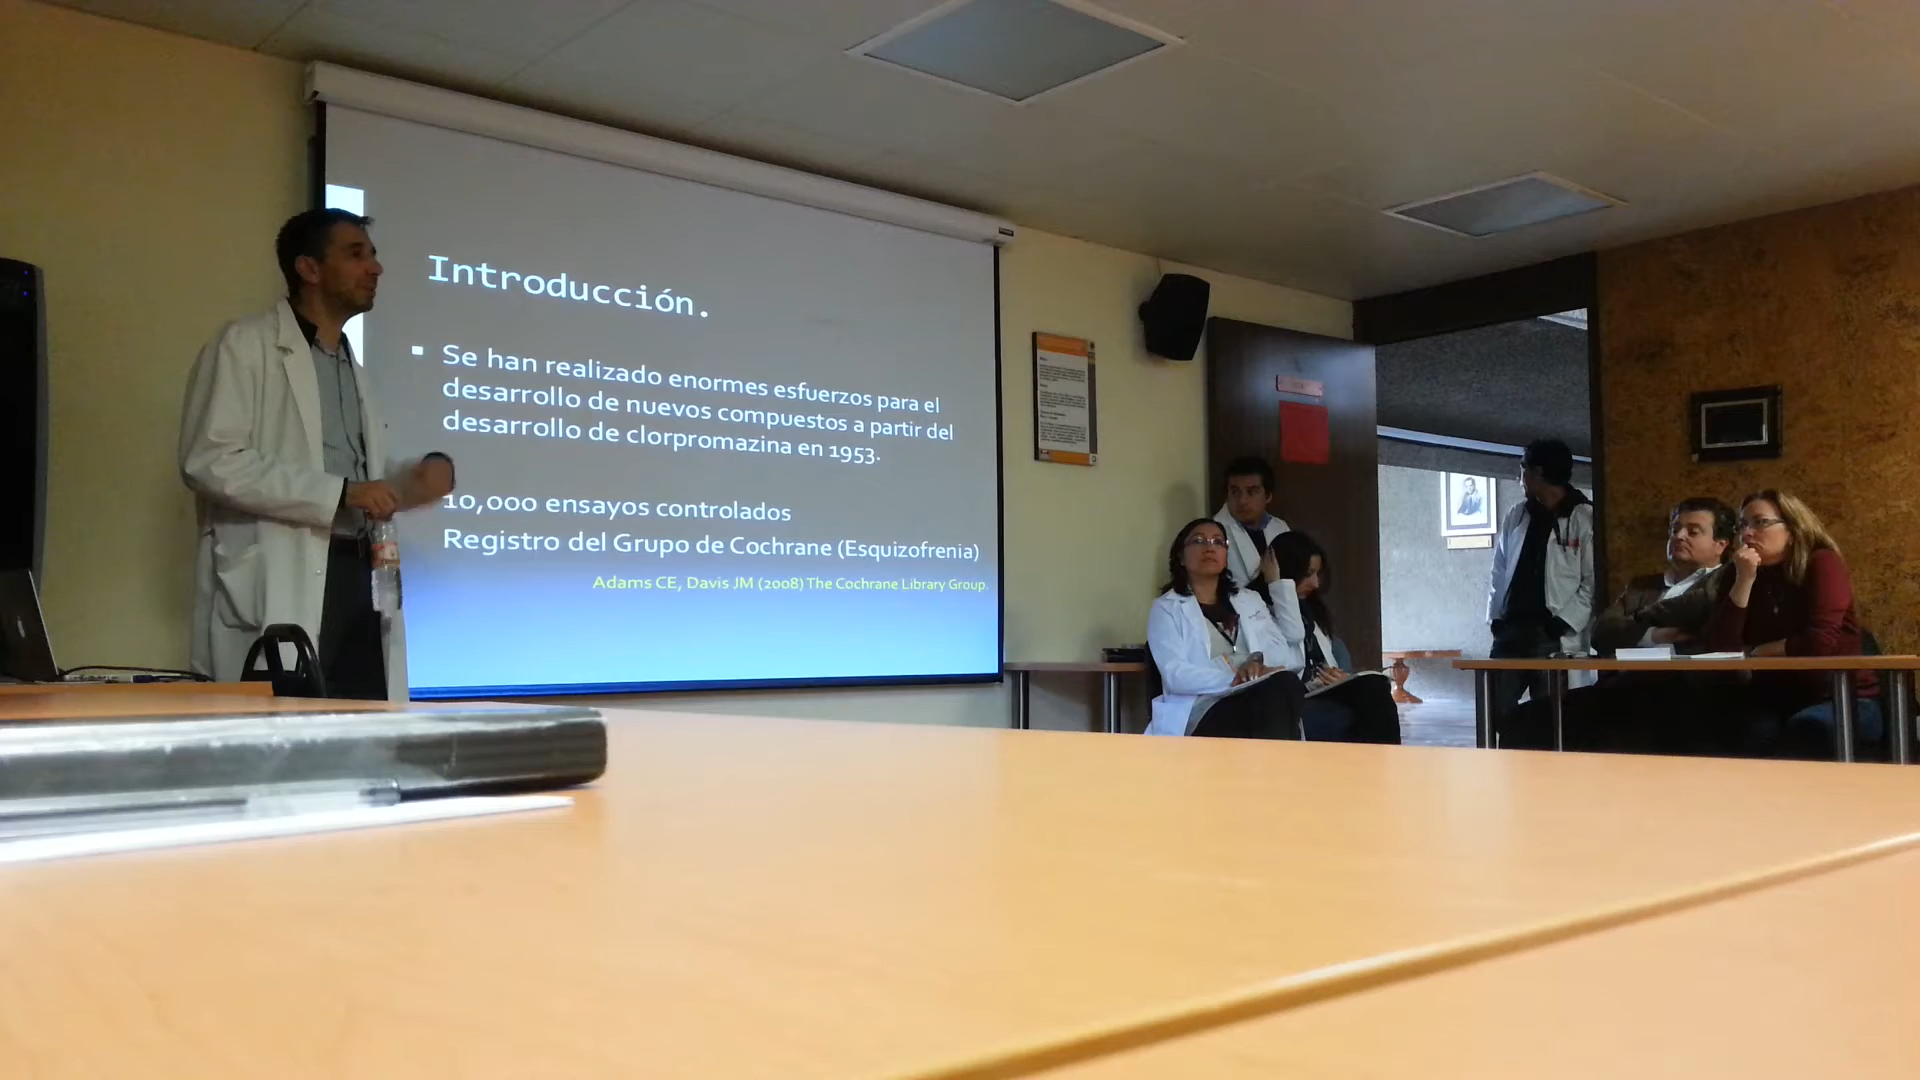 Introducción.
Se han realizado enormes esfuerzos para el
desarrollo de nuevos compuestos a partir del
desarrollo de clorpromazina en 1953.
10,000 ensayos controlados
Registro del Grupo de Cochrane (Esquizofrenia)
Adams CE, Davis JM (2008) The Cochrane Library Group.